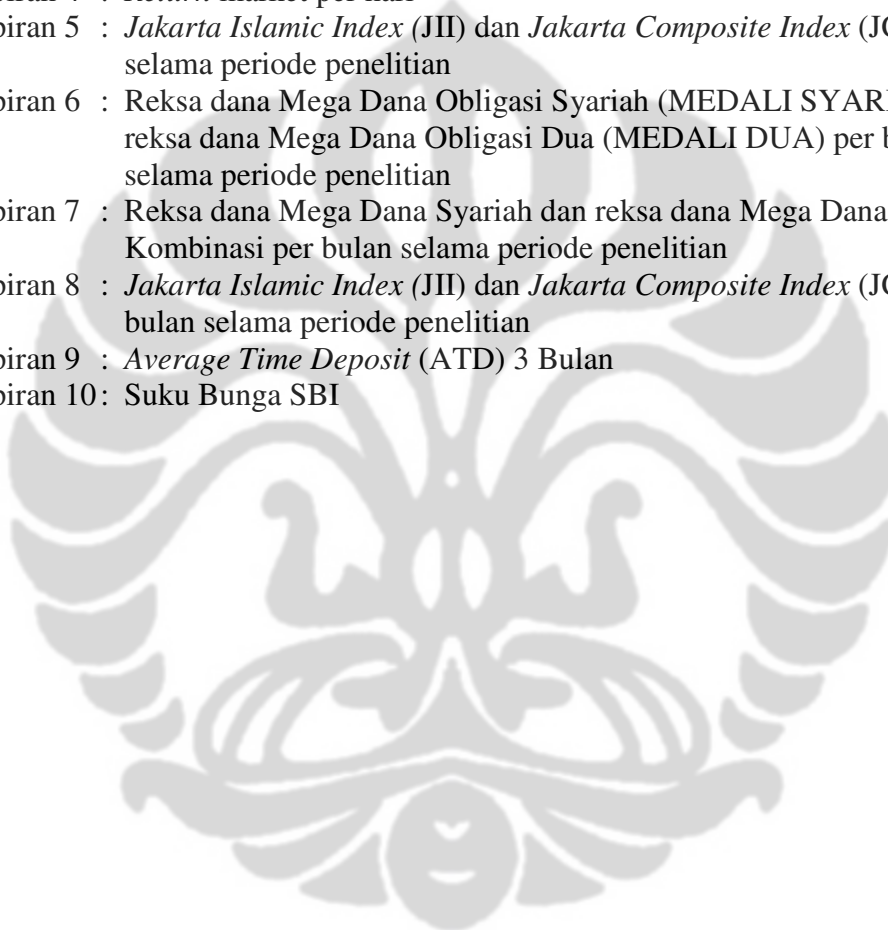 piran 4 : Return market per hari
piran 5 : Jakarta Islamic Index (JII) dan Jakarta Composite Index (JC
selama periode penelitian
piran 6 : Reksa dana Mega Dana Obligasi Syariah (MEDALI SYARI
reksa dana Mega Dana Obligasi Dua (MEDALI DUA) per b
selama periode penelitian
piran 7 : Reksa dana Mega Dana Syariah dan reksa dana Mega Dana
Kombinasi per bulan selama periode penelitian
piran 8 : Jakarta Islamic Index (JII) dan Jakarta Composite Index (JC
bulan selama periode penelitian
piran 9 : Average Time Deposit (ATD) 3 Bulan
piran 10 : Suku Bunga SBI